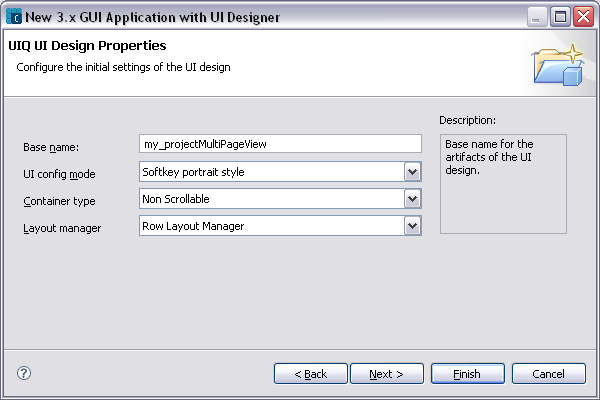 New 3.x GUI Application with UI Designer
UIQ UI Design Properties
Configure the initial settings of the UI design
Description:
Base name:
my_projectMultiPageView
Base name for the
artifacts of the UI
design.
UI config mode
Softkey portrait style
Container type
Non Scrollable
Layout manager
Row Layout Manager
?
< Back
Next >
Finish
Cancel